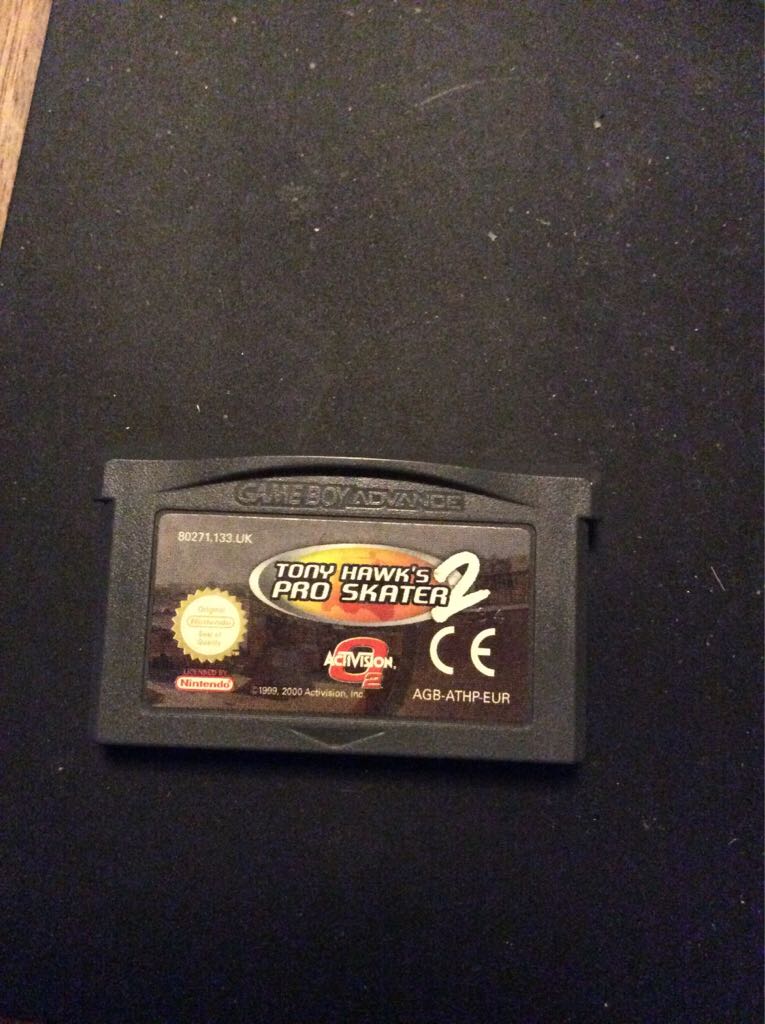 GAME BOY ADVANCE
80271.133.UK
TONY HAWK'S
PRO SKATER 2
Original
Nintendo
Seal of
Quality
ACTIVISION.
O2
CE
LICENSED BY
Nintendo
©1999, 2000 Activision, Inc.
AGB-ATHP-EUR